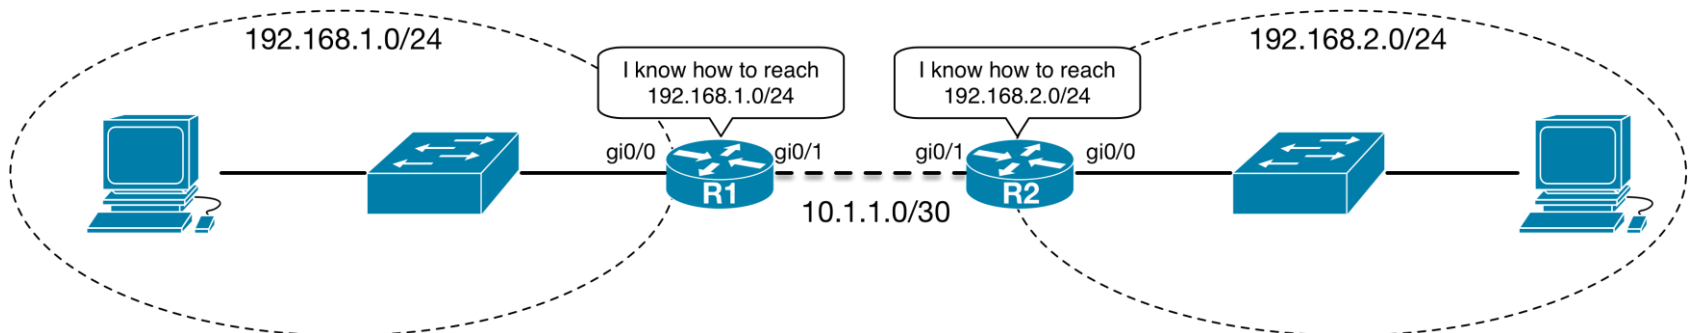 192.168.1.0/24
192.168.2.0/24
I know how to reach
192.168.1.0/24
I know how to reach
192.168.2.0/24
gi0/0
gi0/1
gi0/1
gi0/0
R1
R2
10.1.1.0/30